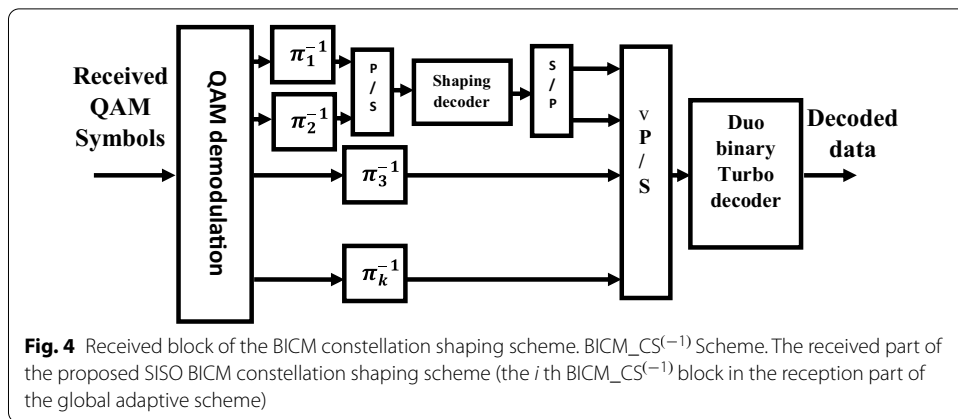 Received
QAM
Symbols
QAM demodulation
π₁⁻¹
π₂⁻¹
π₃⁻¹
πₖ⁻¹
P
/
S
Shaping
decoder
S
/
P
v
P
/
S
Duo
binary
Turbo
decoder
Decoded
data
Fig. 4 Received block of the BICM constellation shaping scheme. BICM_CS⁽⁻¹⁾ Scheme. The received part of
the proposed SISO BICM constellation shaping scheme (the i th BICM_CS⁽⁻¹⁾ block in the reception part of
the global adaptive scheme)